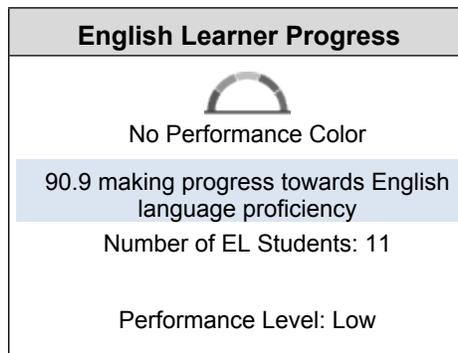 English Learner Progress
No Performance Color
90.9 making progress towards English
language proficiency
Number of EL Students: 11
Performance Level: Low